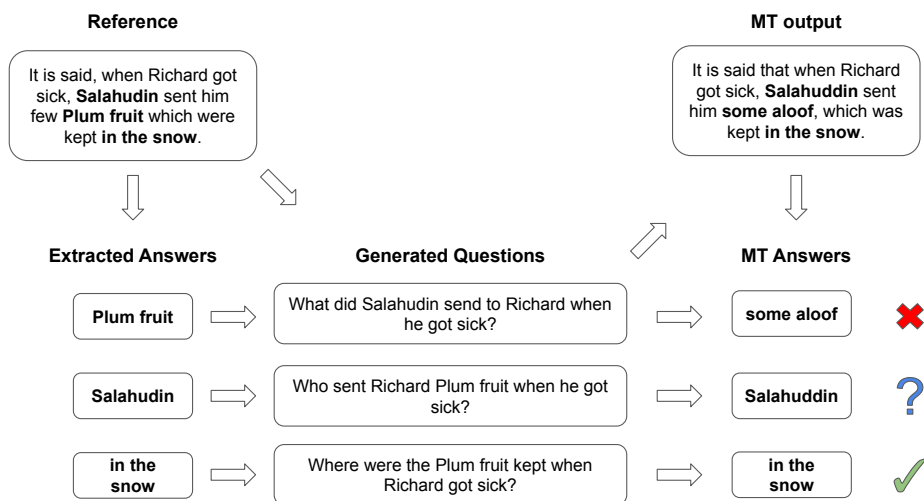 Reference
MT output
It is said, when Richard got
sick, Salahudin sent him
few Plum fruit which were
kept in the snow.
It is said that when Richard
got sick, Salahuddin sent
him some aloof, which was
kept in the snow.
Extracted Answers
Generated Questions
MT Answers
Plum fruit
What did Salahudin send to Richard when
he got sick?
some aloof
Salahudin
Who sent Richard Plum fruit when he got
sick?
Salahuddin
?
in the
snow
Where were the Plum fruit kept when
Richard got sick?
in the
snow